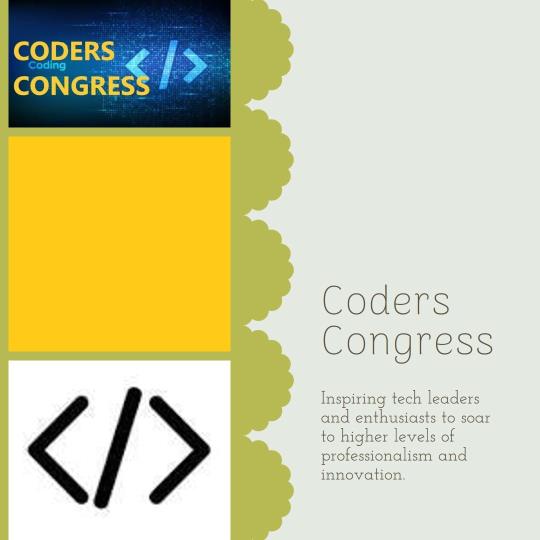 CODERS
Coding
</>
CONGRESS
</>
Coders
Congress
Inspiring tech leaders
and enthusiasts to soar
to higher levels of
professionalism and
innovation.